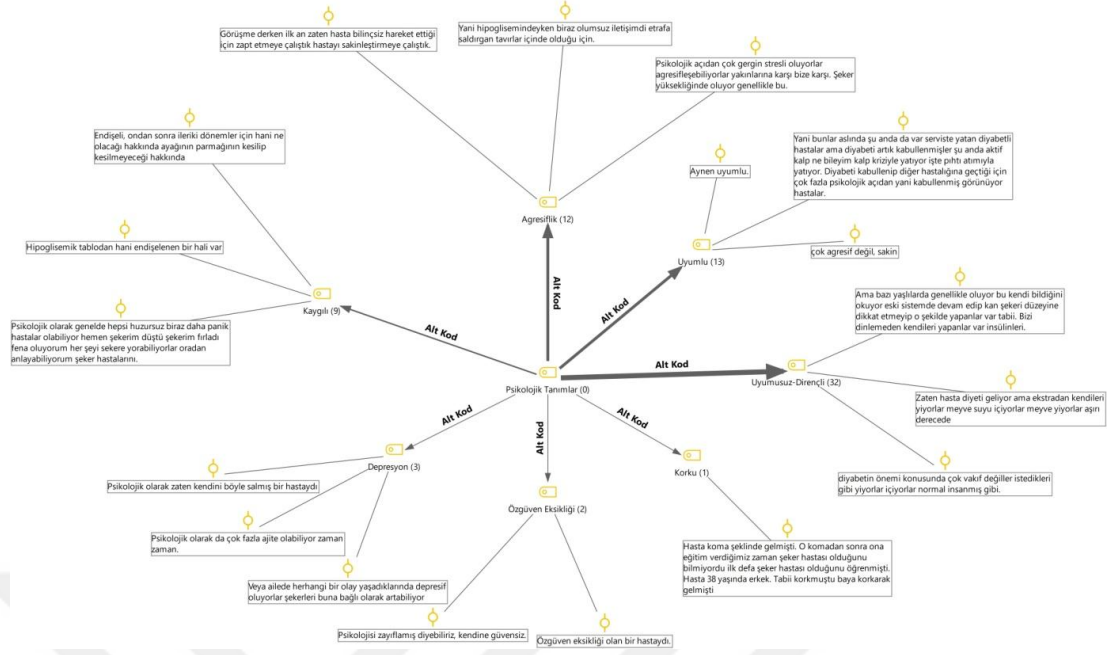 Görüşme derken ilk an zaten hasta bilinçsiz hareket ettiği
için zapt etmeye çalıştık hastayı sakinleştirmeye çalıştık.
Yani hipoglisemindeyken biraz olumsuz iletişimdi etrafa
saldırgan tavırlar içinde olduğu için.
Psikolojik açıdan çok gergin stresli oluyorlar
agresifleşebiliyorlar yakınlarına karşı bize karşı. Şeker
yüksekliğinde oluyor genellikle bu.
Endişeli, ondan sonra ileriki dönemler için hani ne
olacağı hakkında ayağının parmağının kesilip
kesilmeyeceği hakkında
Yani bunlar aslında şu anda da var serviste yatan diyabetli
hastalar ama diyabeti artık kabullenmişler şu anda aktif
kalp ne bileyim kalp kriziyle yatıyor işte pıhtı atımıyla
yatıyor. Diyabeti kabullenip diğer hastalığına geçtiği için
çok fazla psikolojik açıdan yani kabullenmiş görünüyor
hastalar.
Aynen uyumlu.
Agresiflik (12)
Hipoglisemik tablodan hani endişelenen bir hali var
Uyumlu (13)
çok agresif değil, sakin
Kaygılı (9)
Alt Kod
Alt Kod
Alt Kod
Psikolojik olarak genelde hepsi huzursuz biraz daha panik
hastalar olabiliyor hemen şekerim düştü şekerim fırladı
fena oluyorum her şeyi sekere yorabiliyorlar oradan
anlayabiliyorum şeker hastalarını.
Ama bazı yaşlılarda genellikle oluyor bu kendi bildiğini
okuyor eski sistemde devam edip kan şekeri düzeyine
dikkat etmeyip o şekilde yapanlar var tabii. Bizi
dinlemeden kendileri yapanlar var insülinleri.
Alt Kod
Psikolojik Tanımlar (0)
Uyumusuz-Dirençli (32)
Zaten hasta diyeti geliyor ama ekstradan kendileri
yiyorlar meyve suyu içiyorlar meyve yiyorlar aşırı
derecede
Alt Kod
Alt Kod
Alt Kod
Depresyon (3)
Korku (1)
diyabetin önemi konusunda çok vakıf değiller istedikleri
gibi yiyorlar içiyorlar normal insanmış gibi.
Psikolojik olarak zaten kendini böyle salmış bir hastaydı
Özgüven Eksikliği (2)
Psikolojik olarak da çok fazla ajite olabiliyor zaman
zaman.
Hasta koma şeklinde gelmişti. O komadan sonra ona
eğitim verdiğimiz zaman şeker hastası olduğunu
bilmiyordu ilk defa şeker hastası olduğunu öğrenmişti.
Hasta 38 yaşında erkek. Tabii korkmuştu baya korkarak
gelmişti
Veya ailede herhangi bir olay yaşadıklarında depresif
oluyorlar şekerleri buna bağlı olarak artabiliyor
Psikolojisi zayıflamış diyebiliriz, kendine güvensiz.
Özgüven eksikliği olan bir hastaydı.